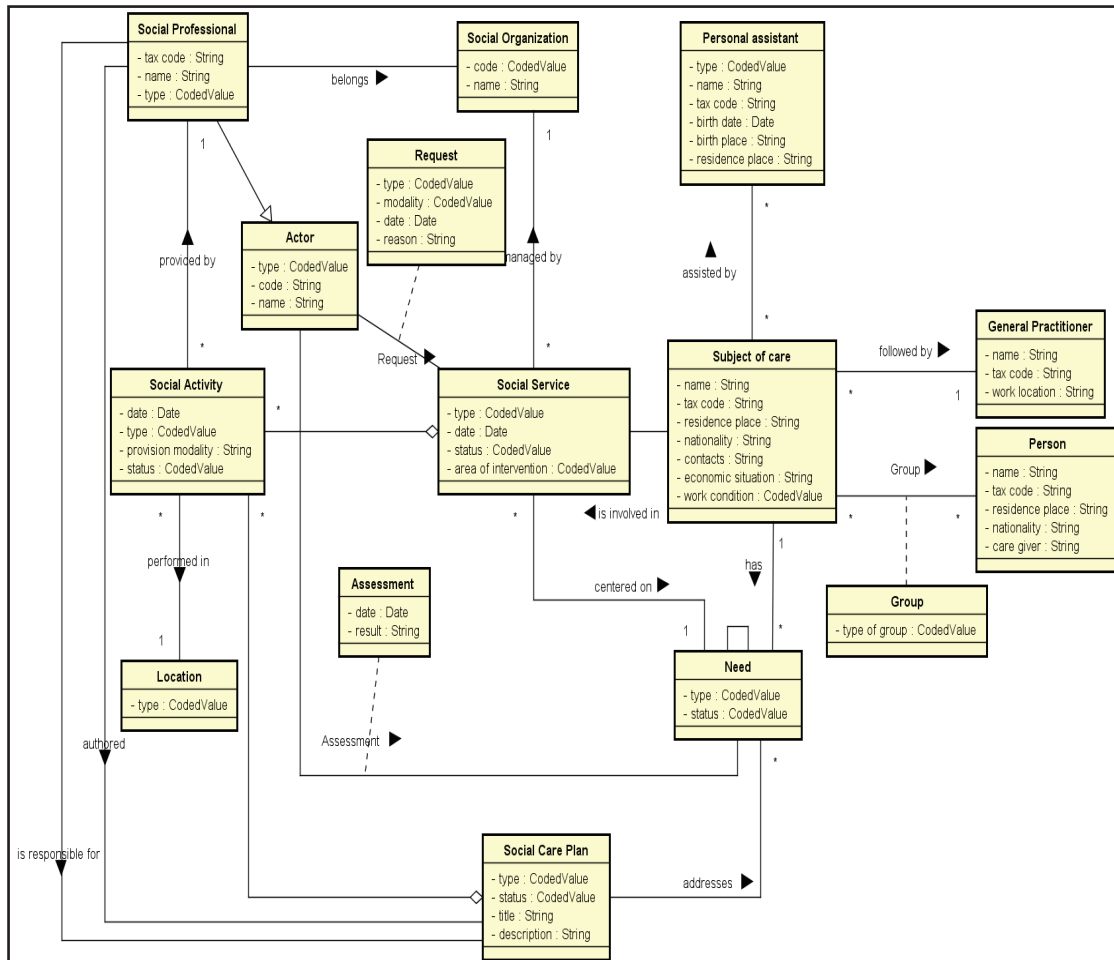 Social Professional
- tax code : String
- name : String
- type : CodedValue
Social Organization
- code : CodedValue
- name : String
Personal assistant
- type : CodedValue
- name : String
- tax code : String
- birth date : Date
- birth place : String
- residence place : String
belongs
1
1
Request
- type : CodedValue
- modality : CodedValue
- date : Date
- reason : String
*
Actor
- type : CodedValue
- code : String
- name : String
provided by
managed by
assisted by
*
*
*
Request
General Practitioner
- name : String
- tax code : String
- work location : String
followed by
*
1
Social Activity
- date : Date
- type : CodedValue
- provision modality : String
- status : CodedValue
*
Social Service
- type : CodedValue
- date : Date
- status : CodedValue
- area of intervention : CodedValue
Subject of care
- name : String
- tax code : String
- residence place : String
- nationality : String
- contacts : String
- economic situation : String
- work condition : CodedValue
Person
- name : String
- tax code : String
- residence place : String
- nationality : String
- care giver : String
Group
*
*
*
*
*
is involved in
1
performed in
has
centered on
Assessment
- date : Date
- result : String
Group
- type of group : CodedValue
1
1
*
Location
- type : CodedValue
Need
- type : CodedValue
- status : CodedValue
authored
Assessment
*
is responsible for
Social Care Plan
- type : CodedValue
- status : CodedValue
- title : String
- description : String
addresses